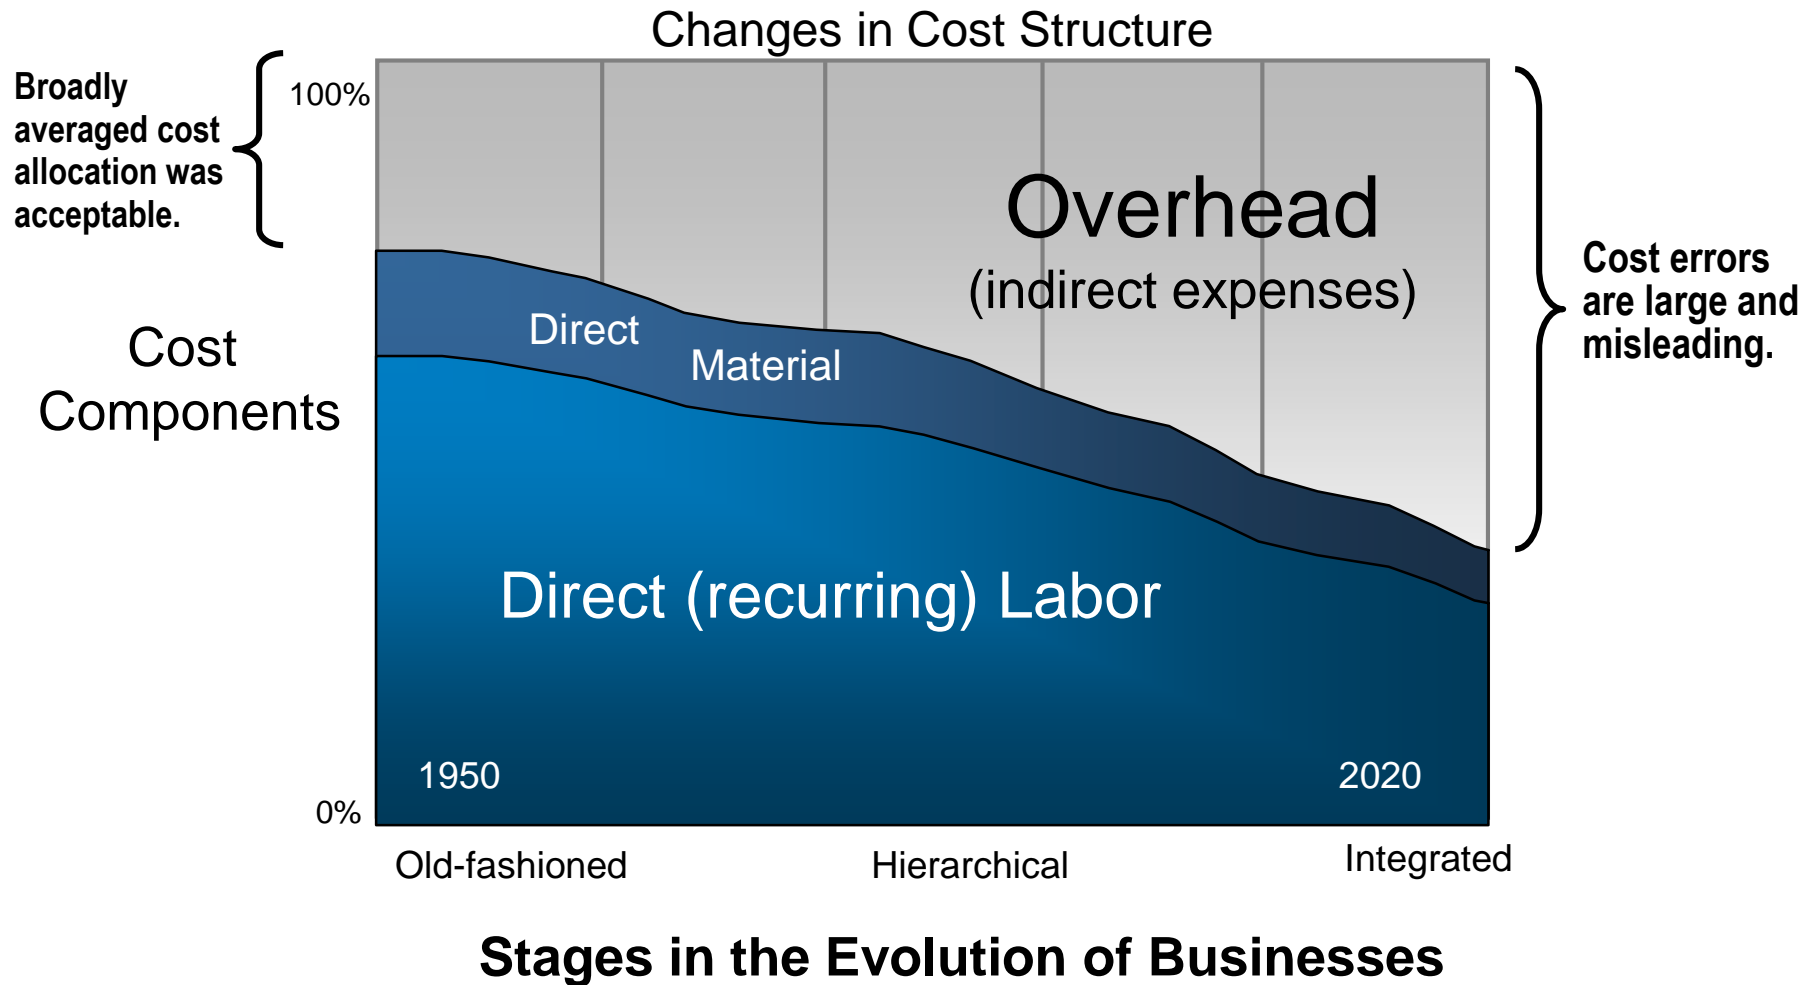 Changes in Cost Structure
Broadly
averaged cost
allocation was
acceptable.
100%
Overhead
(indirect expenses)
Cost errors
are large and
misleading.
Direct
Material
Cost
Components
Direct (recurring) Labor
1950
2020
0%
Old-fashioned
Hierarchical
Integrated
Stages in the Evolution of Businesses